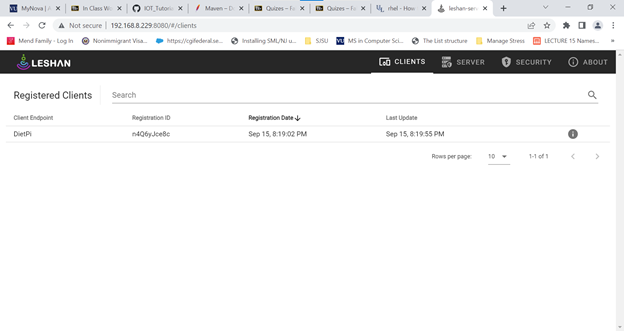 MyNova | A
In Class Wo
IOT_Tutoria
Maven – D
Quizes – F
Quizes – F
rhel - How
leshan-ser
Not secure
192.168.8.229:8080/#/clients
Mend Family - Log In
Nonimmigrant Visa...
https://cgifederal.se...
Installing SML/NJ u...
SJSU
MS in Computer Sci...
The List structure
Manage Stress
LECTURE 15 Names...
LESHAN
CLIENTS
SERVER
SECURITY
ABOUT
Registered Clients
Search
Client Endpoint Registration ID Registration Date Last Update
DietPi n4Q6yJce8c Sep 15, 8:19:02 PM Sep 15, 8:19:55 PM
Rows per page: 10 1-1 of 1